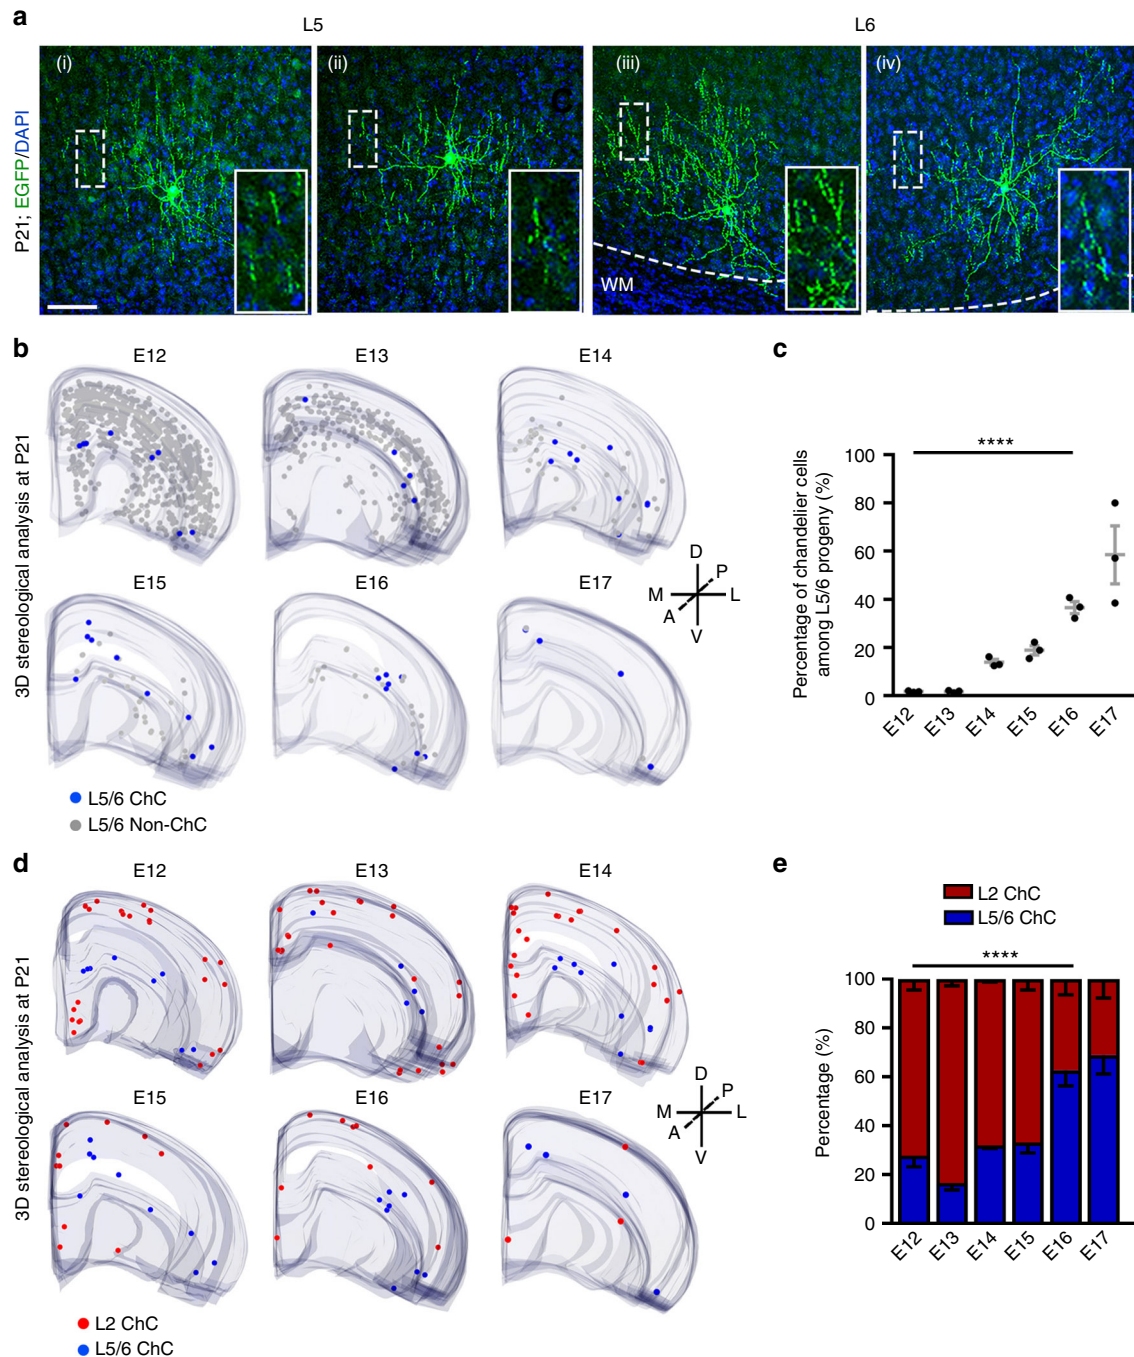 a
L5
L6
P21; EGFP/DAPI
(i)
(ii)
(iii)
(iv)
C
WM
b
3D stereological analysis at P21
E12
E13
E14
E15
E16
E17
D
P
M
L
A
V
L5/6 ChC
L5/6 Non-ChC
c
Percentage of chandelier cells
among L5/6 progeny (%)
****
100
80
60
40
20
0
E12
E13
E14
E15
E16
E17
d
3D stereological analysis at P21
E12
E13
E14
E15
E16
E17
D
P
M
L
A
V
L2 ChC
L5/6 ChC
e
L2 ChC
L5/6 ChC
****
Percentage (%)
100
80
60
40
20
0
E12
E13
E14
E15
E16
E17